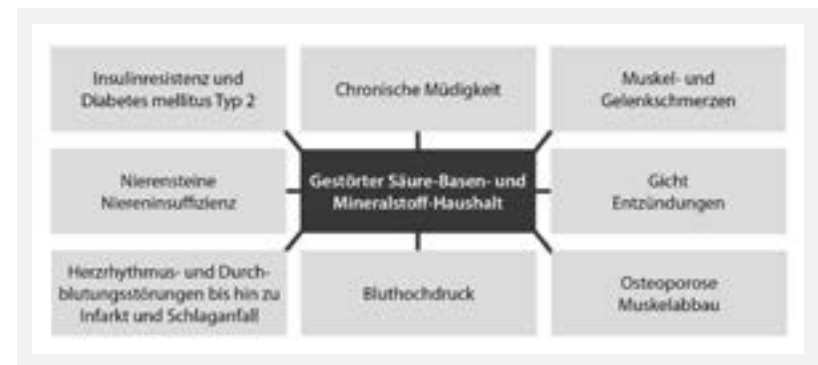 Insulinresistenz und
Diabetes mellitus Typ 2
Chronische Müdigkeit
Muskel- und
Gelenkschmerzen
Nierensteine
Niereninsuffizienz
Gestörter Säure-Basen- und
Mineralstoff-Haushalt
Gicht
Entzündungen
Herzrhythmus- und Durch-
blutungsstörungen bis hin zu
Infarkt und Schlaganfall
Bluthochdruck
Osteoporose
Muskelabbau